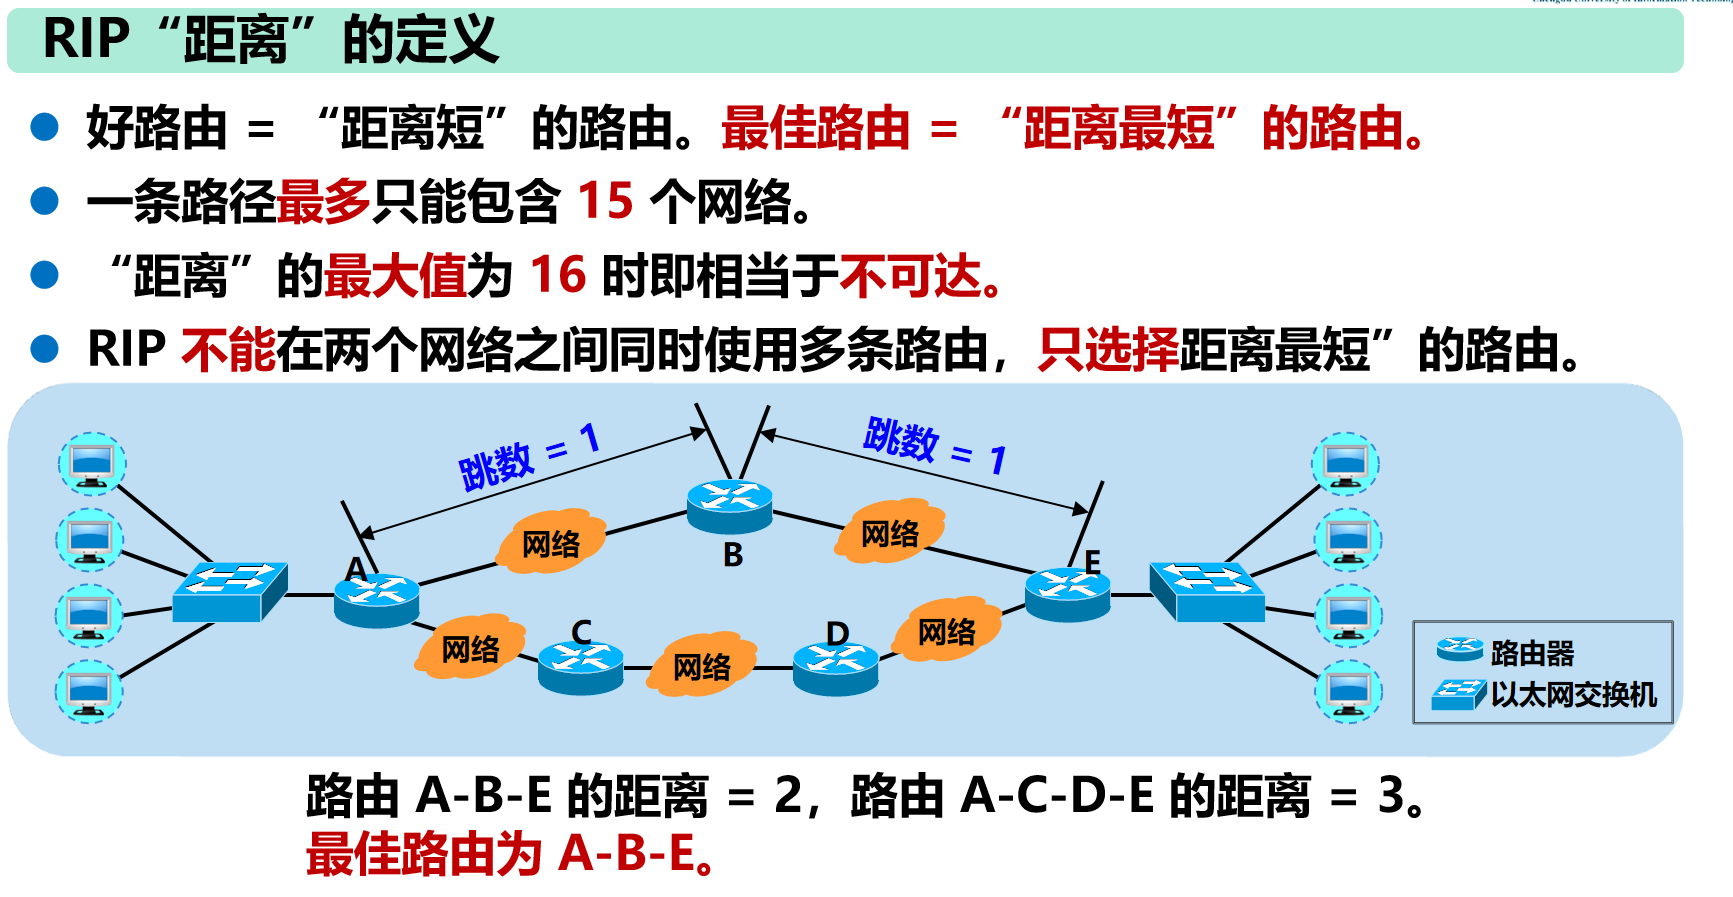 RIP“距离”的定义
好路由 = “距离短”的路由。最佳路由 = “距离最短”的路由。
一条路径最多只能包含 15 个网络。
“距离”的最大值为 16 时即相当于不可达。
RIP 不能在两个网络之间同时使用多条路由，只选择距离最短”的路由。
跳数 = 1
跳数 = 1
网络
网络
B
A
E
网络
C
网络
D
网络
路由器
以太网交换机
路由 A-B-E 的距离 = 2，路由 A-C-D-E 的距离 = 3。
最佳路由为 A-B-E。